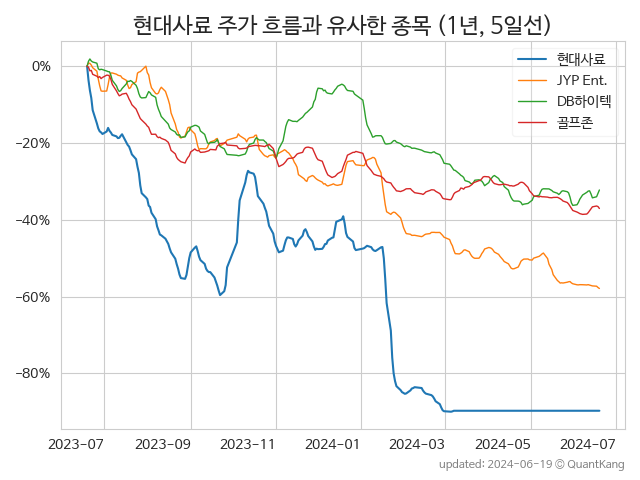 현대사료 주가 흐름과 유사한 종목 (1년, 5일선)
현대사료
JYP Ent.
DB하이텍
골프존
0%
−20%
−40%
−60%
−80%
2023-07 2023-09 2023-11 2024-01 2024-03 2024-05 2024-07
updated: 2024-06-19 © QuantKang